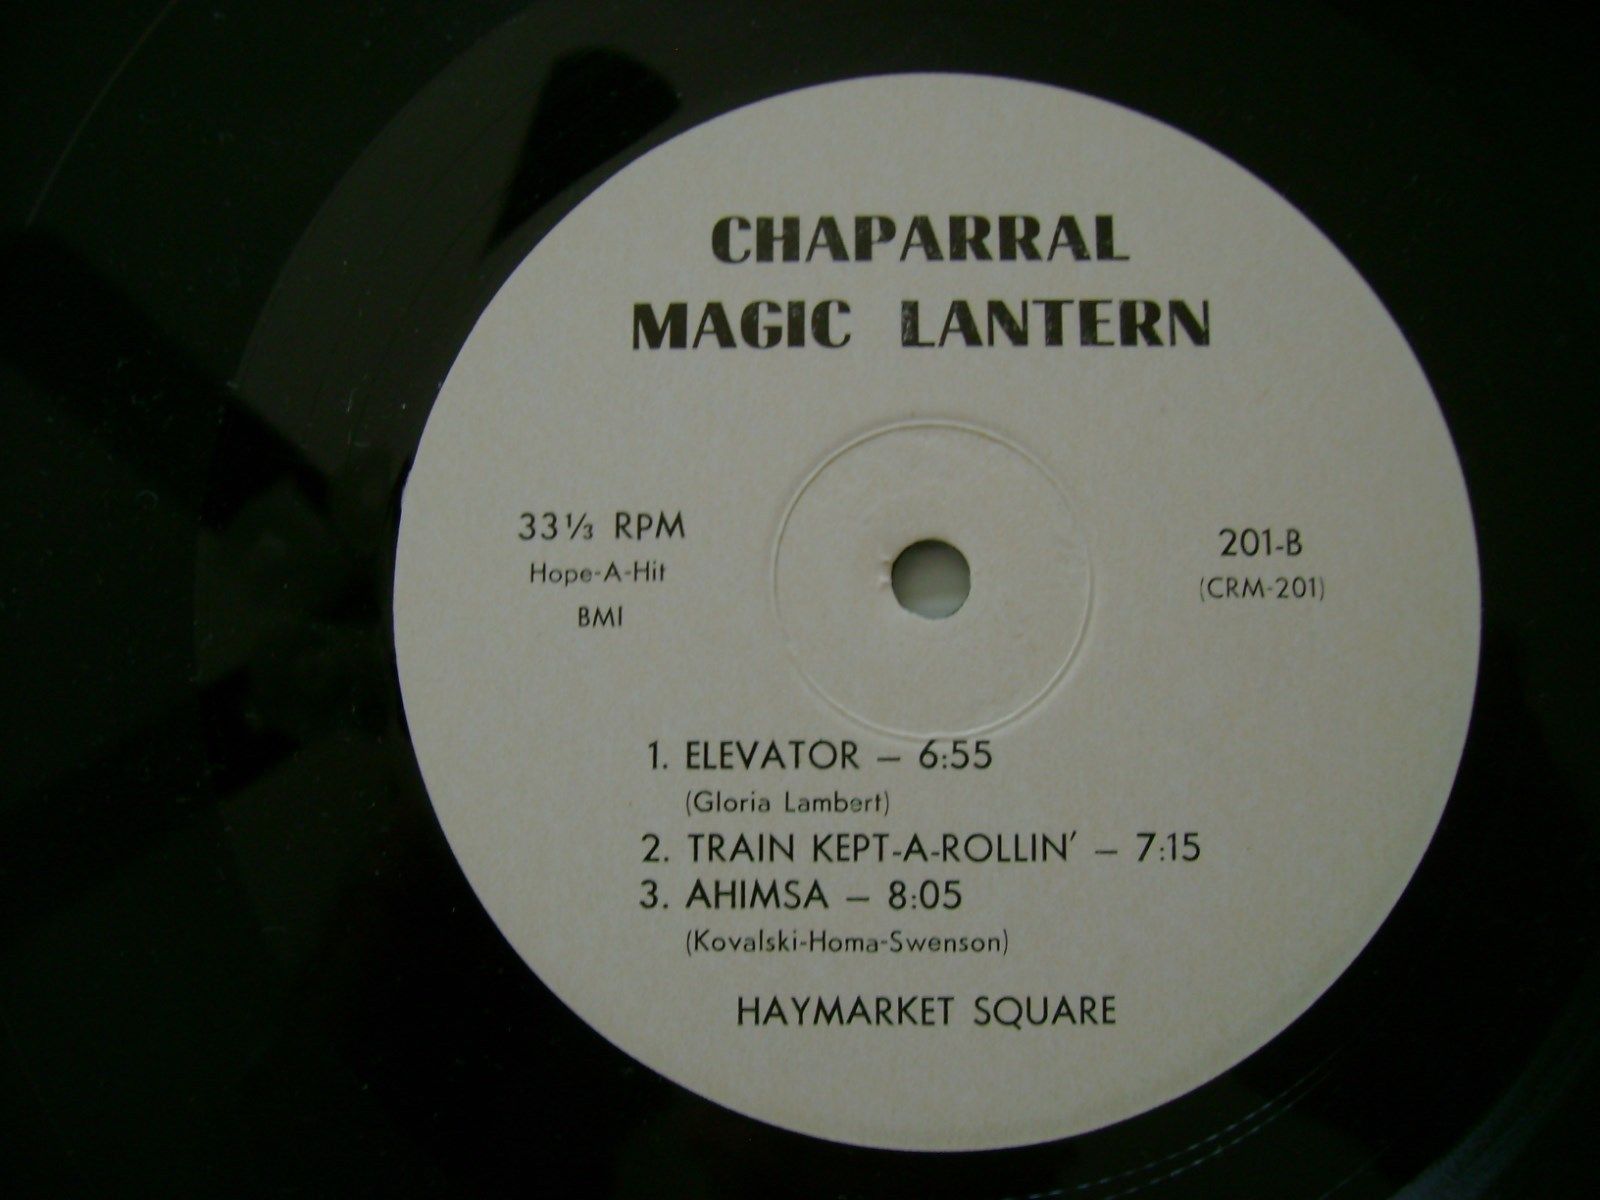 CHAPARRAL
MAGIC LANTERN
33⅓ RPM
Hope-A-Hit
BMI
201-B
(CRM-201)
1. ELEVATOR — 6:55
(Gloria Lambert)
2. TRAIN KEPT-A-ROLLIN' — 7:15
3. AHIMSA — 8:05
(Kovalski-Homa-Swenson)
HAYMARKET SQUARE